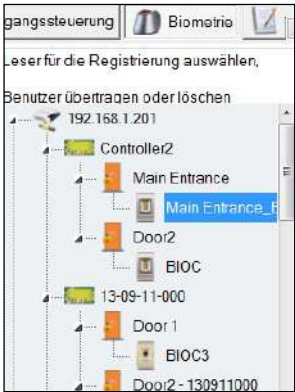 gangssteuerung Biometrie
Leser für die Registrierung auswählen,
Benutzer übertragen oder löschen
192.168.1.201
Controller2
Main Entrance
Main Entrance_
Door2
BIOC
13-09-11-000
Door 1
BIOC3
Door2 - 130911000